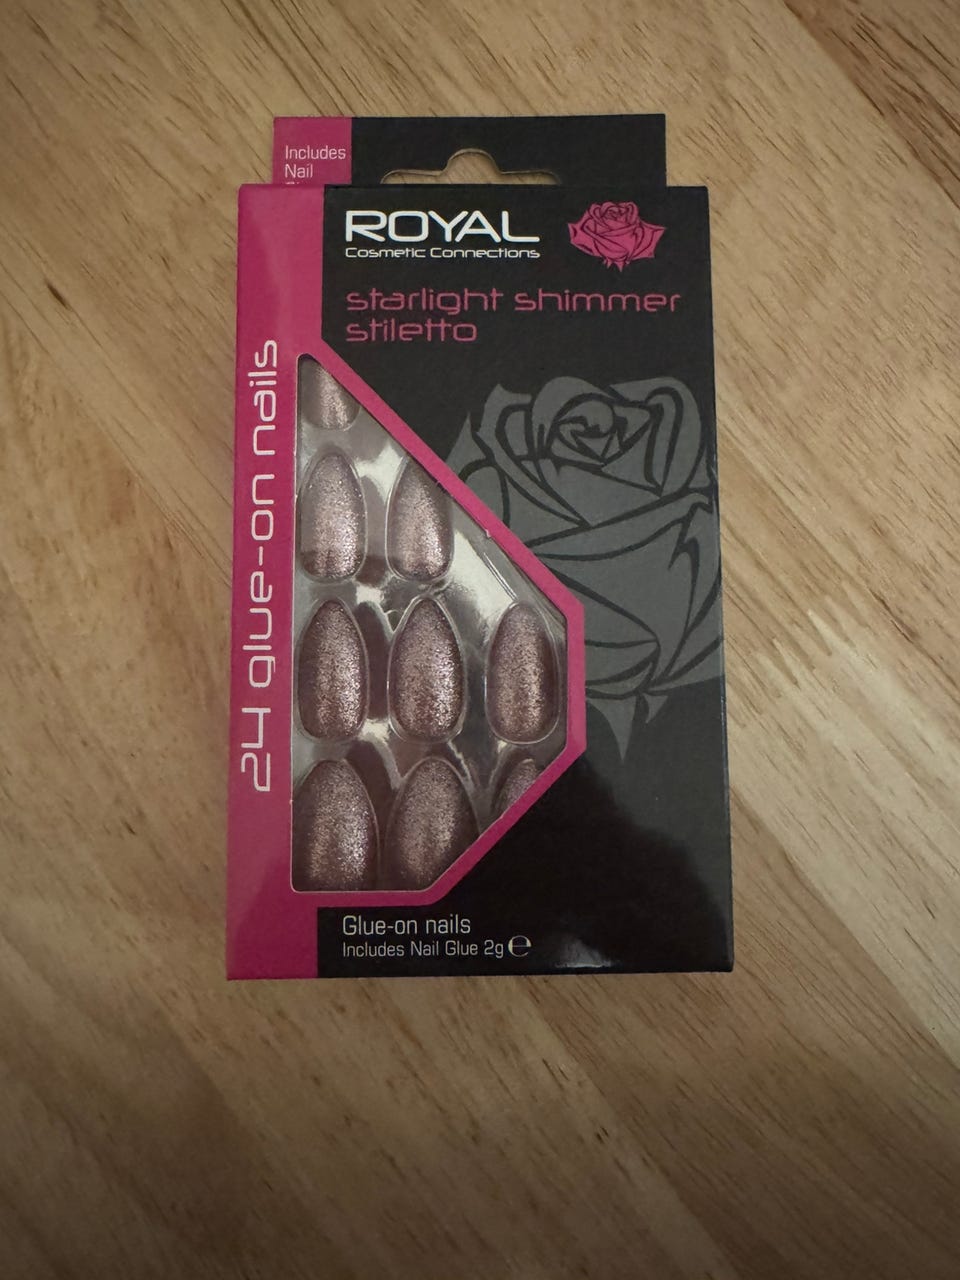 Includes
Nail
ROYAL
Cosmetic Connections
starlight shimmer
stiletto
24 glue-on nails
Glue-on nails
Includes Nail Glue 2g ℮